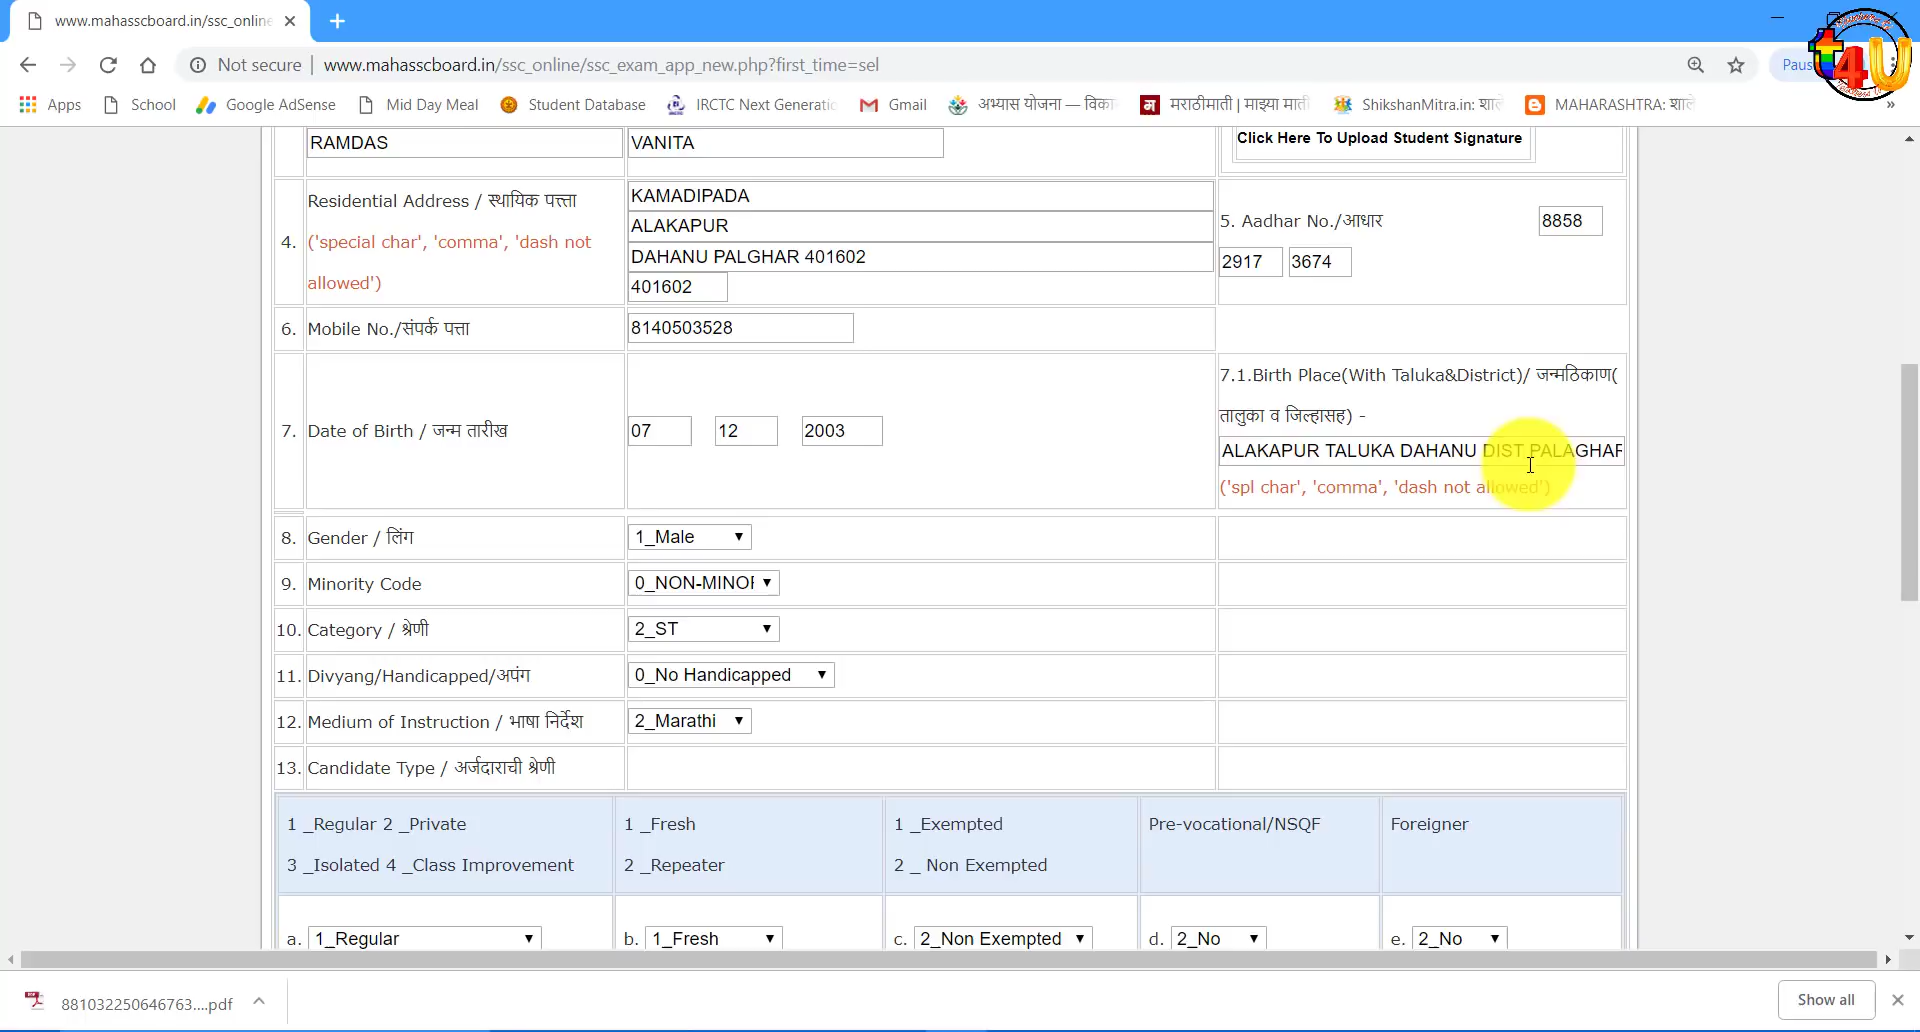 www.mahasscboard.in/ssc_online
Not secure | www.mahasscboard.in/ssc_online/ssc_exam_app_new.php?first_time=sel
Paus
4U
Apps School Google AdSense Mid Day Meal Student Database IRCTC Next Generatic Gmail अभ्यास योजना — विका मराठीमाती | माझ्या माती ShikshanMitra.in: शाले MAHARASHTRA: शाले »
RAMDAS VANITA
Click Here To Upload Student Signature
4. Residential Address / स्थायिक पत्त्ता
('special char', 'comma', 'dash not
allowed')
KAMADIPADA
ALAKAPUR
DAHANU PALGHAR 401602
401602
5. Aadhar No./आधार 8858
2917 3674
6. Mobile No./संपर्क पत्ता 8140503528
7. Date of Birth / जन्म तारीख 07 12 2003
7.1.Birth Place(With Taluka&District)/ जन्मठिकाण(
तालुका व जिल्हासह) -
ALAKAPUR TALUKA DAHANU DIST PALAGHAR
('spl char', 'comma', 'dash not allowed')
8. Gender / लिंग 1_Male
9. Minority Code 0_NON-MINOR
10. Category / श्रेणी 2_ST
11. Divyang/Handicapped/अपंग 0_No Handicapped
12. Medium of Instruction / भाषा निर्देश 2_Marathi
13. Candidate Type / अर्जदाराची श्रेणी
1 _Regular 2 _Private
3 _Isolated 4 _Class Improvement
1 _Fresh
2 _Repeater
1 _Exempted
2 _ Non Exempted
Pre-vocational/NSQF
Foreigner
a. 1_Regular b. 1_Fresh c. 2_Non Exempted d. 2_No e. 2_No
881032250646763....pdf
Show all